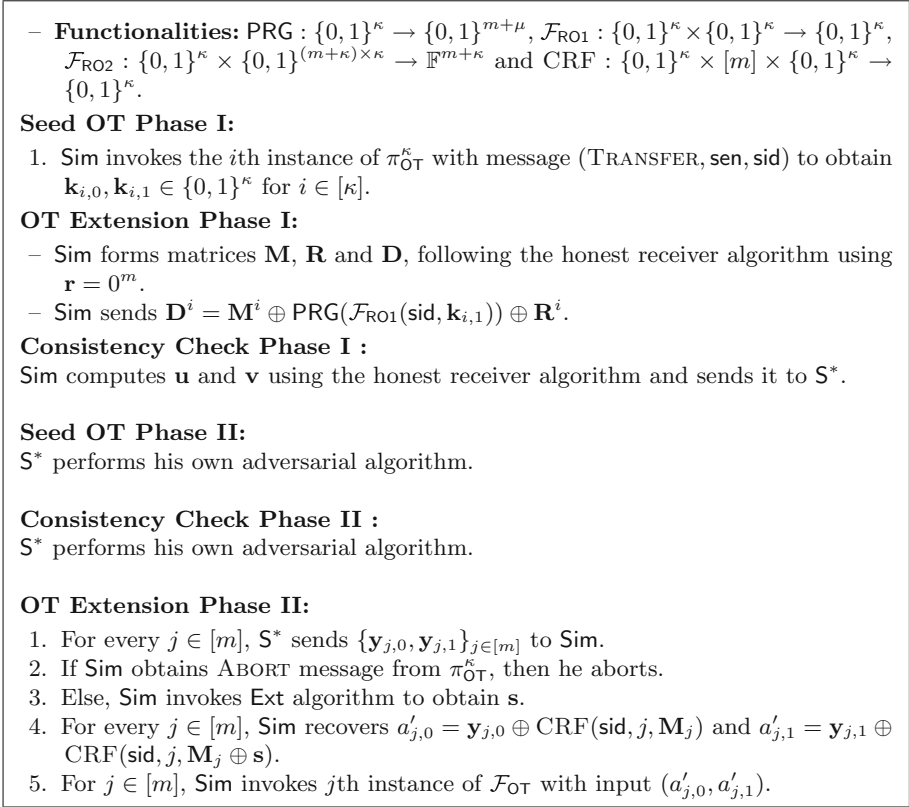 – Functionalities: PRG : {0, 1}^κ → {0, 1}^{m+μ}, F_RO1 : {0, 1}^κ × {0, 1}^κ → {0, 1}^κ,
F_RO2 : {0, 1}^κ × {0, 1}^{(m+κ)×κ} → 𝔽^{m+κ} and CRF : {0, 1}^κ × [m] × {0, 1}^κ →
{0, 1}^κ.
Seed OT Phase I:
1. Sim invokes the ith instance of π^κ_OT with message (Transfer, sen, sid) to obtain
k_{i,0}, k_{i,1} ∈ {0, 1}^κ for i ∈ [κ].
OT Extension Phase I:
– Sim forms matrices M, R and D, following the honest receiver algorithm using
r = 0^m.
– Sim sends D^i = M^i ⊕ PRG(F_RO1(sid, k_{i,1})) ⊕ R^i.
Consistency Check Phase I :
Sim computes u and v using the honest receiver algorithm and sends it to S*.
Seed OT Phase II:
S* performs his own adversarial algorithm.
Consistency Check Phase II :
S* performs his own adversarial algorithm.
OT Extension Phase II:
1. For every j ∈ [m], S* sends {y_{j,0}, y_{j,1}}_{j∈[m]} to Sim.
2. If Sim obtains Abort message from π^κ_OT, then he aborts.
3. Else, Sim invokes Ext algorithm to obtain s.
4. For every j ∈ [m], Sim recovers a′_{j,0} = y_{j,0} ⊕ CRF(sid, j, M_j) and a′_{j,1} = y_{j,1} ⊕
CRF(sid, j, M_j ⊕ s).
5. For j ∈ [m], Sim invokes jth instance of F_OT with input (a′_{j,0}, a′_{j,1}).